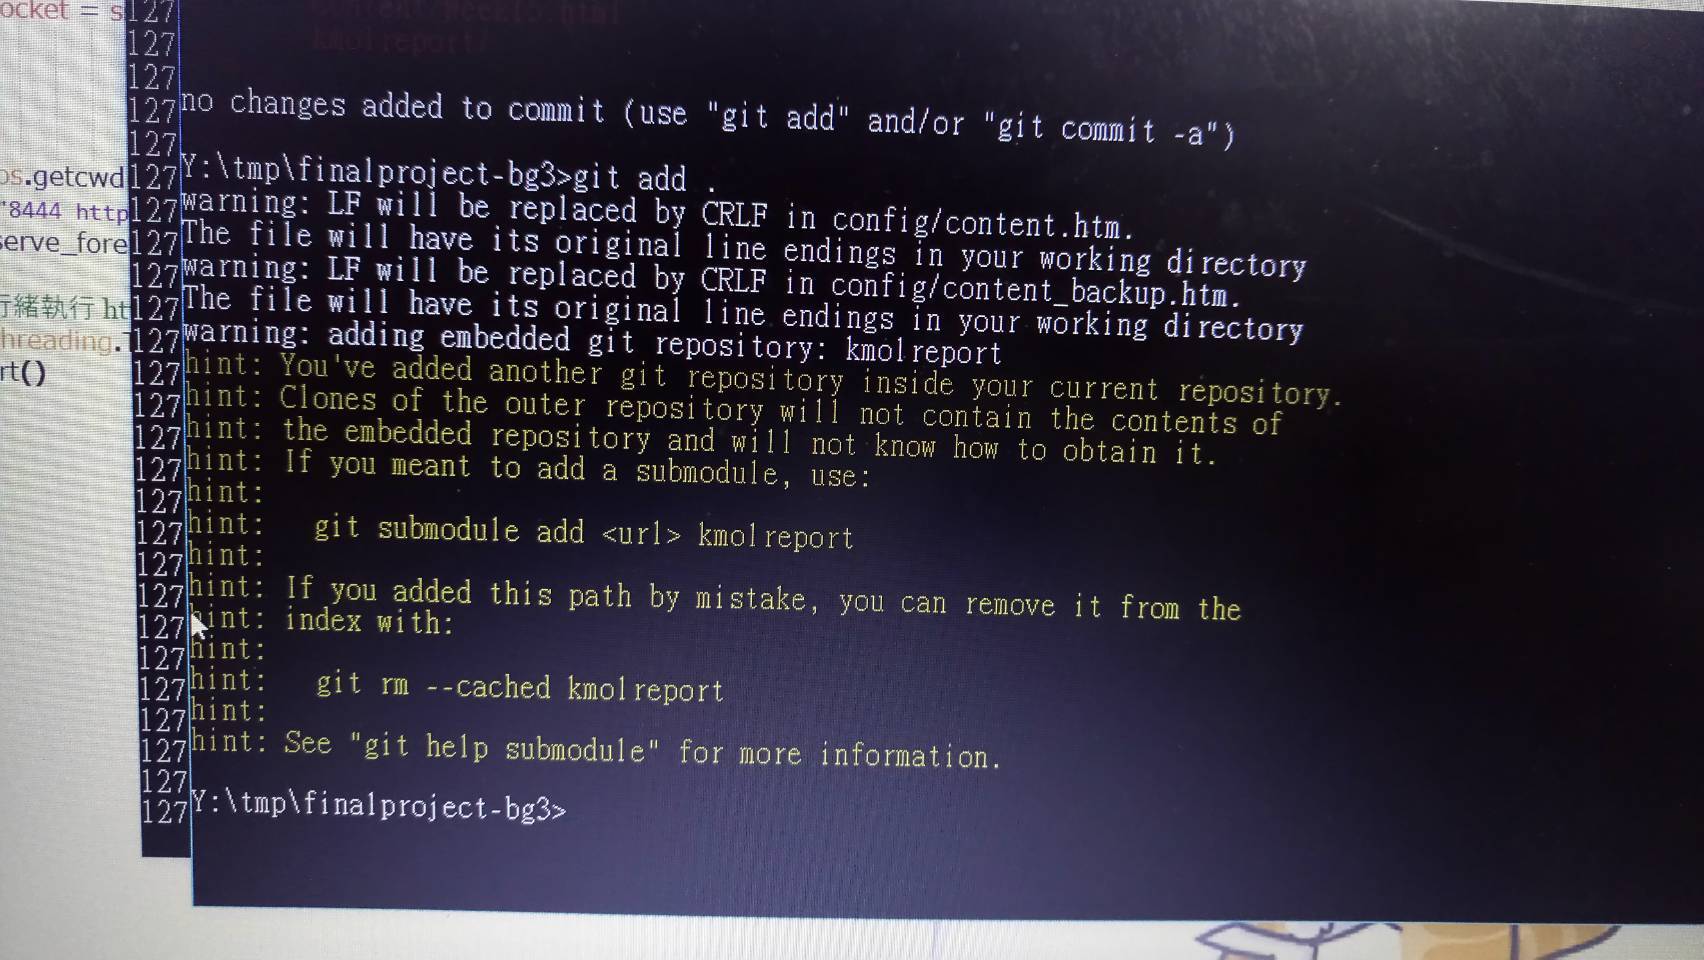 ocket = s
127
127
127
127
no changes added to commit (use "git add" and/or "git commit -a")
127
os.getcwd
127
Y:\tmp\finalproject-bg3>git add .
8444 http
127
warning: LF will be replaced by CRLF in config/content.htm.
serve_fore
127
The file will have its original line endings in your working directory
127
warning: LF will be replaced by CRLF in config/content_backup.htm.
行緒執行 ht
127
The file will have its original line endings in your working directory
hreading.
127
warning: adding embedded git repository: kmolreport
rt()
127
hint: You've added another git repository inside your current repository.
127
hint: Clones of the outer repository will not contain the contents of
127
hint: the embedded repository and will not know how to obtain it.
127
hint: If you meant to add a submodule, use:
127
hint:
127
hint:   git submodule add <url> kmolreport
127
hint:
127
hint: If you added this path by mistake, you can remove it from the
127
hint: index with:
127
hint:
127
hint:   git rm --cached kmolreport
127
hint:
127
hint: See "git help submodule" for more information.
127
127
Y:\tmp\finalproject-bg3>